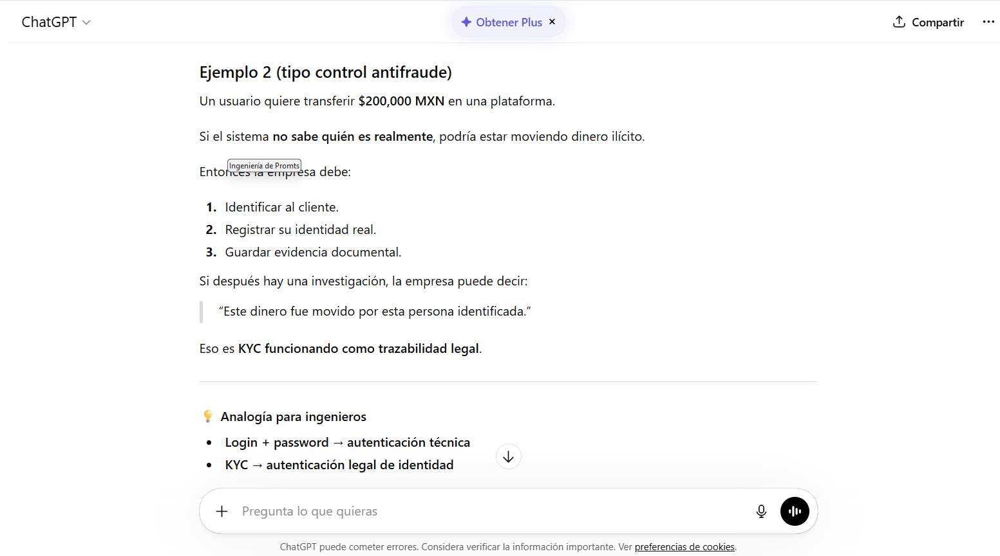 ChatGPT
Obtener Plus ×
Compartir
Ejemplo 2 (tipo control antifraude)
Un usuario quiere transferir $200,000 MXN en una plataforma.
Si el sistema no sabe quién es realmente, podría estar moviendo dinero ilícito.
Ingeniería de Promts
Entonces la empresa debe:
1. Identificar al cliente.
2. Registrar su identidad real.
3. Guardar evidencia documental.
Si después hay una investigación, la empresa puede decir:
“Este dinero fue movido por esta persona identificada.”
Eso es KYC funcionando como trazabilidad legal.
💡 Analogía para ingenieros
• Login + password → autenticación técnica
• KYC → autenticación legal de identidad
Pregunta lo que quieras
ChatGPT puede cometer errores. Considera verificar la información importante. Ver preferencias de cookies.